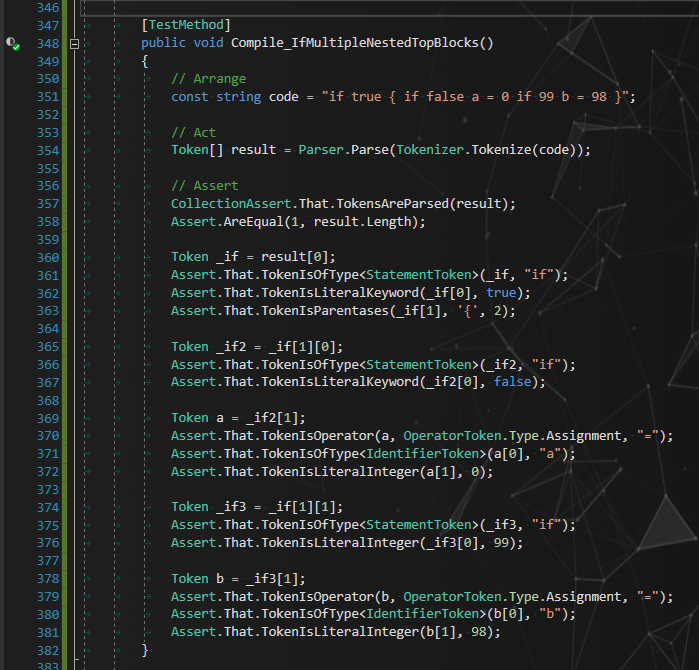 346
347 [TestMethod]
348 public void Compile_IfMultipleNestedTopBlocks()
349 {
350 // Arrange
351 const string code = "if true { if false a = 0 if 99 b = 98 }";
352
353 // Act
354 Token[] result = Parser.Parse(Tokenizer.Tokenize(code));
355
356 // Assert
357 CollectionAssert.That.TokensAreParsed(result);
358 Assert.AreEqual(1, result.Length);
359
360 Token _if = result[0];
361 Assert.That.TokenIsOfType<StatementToken>(_if, "if");
362 Assert.That.TokenIsLiteralKeyword(_if[0], true);
363 Assert.That.TokenIsParentases(_if[1], '{', 2);
364
365 Token _if2 = _if[1][0];
366 Assert.That.TokenIsOfType<StatementToken>(_if2, "if");
367 Assert.That.TokenIsLiteralKeyword(_if2[0], false);
368
369 Token a = _if2[1];
370 Assert.That.TokenIsOperator(a, OperatorToken.Type.Assignment, "=");
371 Assert.That.TokenIsOfType<IdentifierToken>(a[0], "a");
372 Assert.That.TokenIsLiteralInteger(a[1], 0);
373
374 Token _if3 = _if[1][1];
375 Assert.That.TokenIsOfType<StatementToken>(_if3, "if");
376 Assert.That.TokenIsLiteralInteger(_if3[0], 99);
377
378 Token b = _if3[1];
379 Assert.That.TokenIsOperator(b, OperatorToken.Type.Assignment, "=");
380 Assert.That.TokenIsOfType<IdentifierToken>(b[0], "b");
381 Assert.That.TokenIsLiteralInteger(b[1], 98);
382 }
383